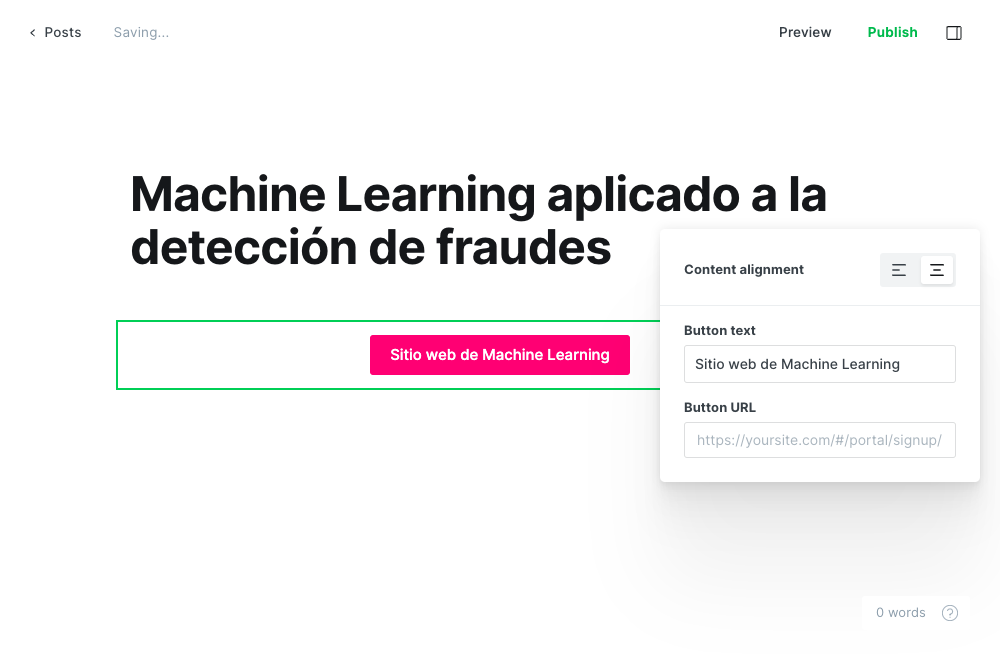 Posts
Saving...
Preview
Publish
Machine Learning aplicado a la
detección de fraudes
Sitio web de Machine Learning
Content alignment
Button text
Sitio web de Machine Learning
Button URL
https://yoursite.com/#/portal/signup/
0 words
?